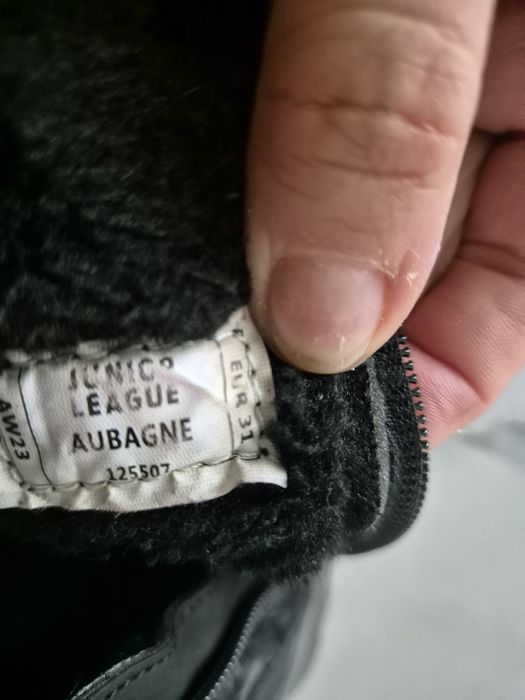 AW23
JUNIOR
LEAGUE
AUBAGNE
125507
EUR 31